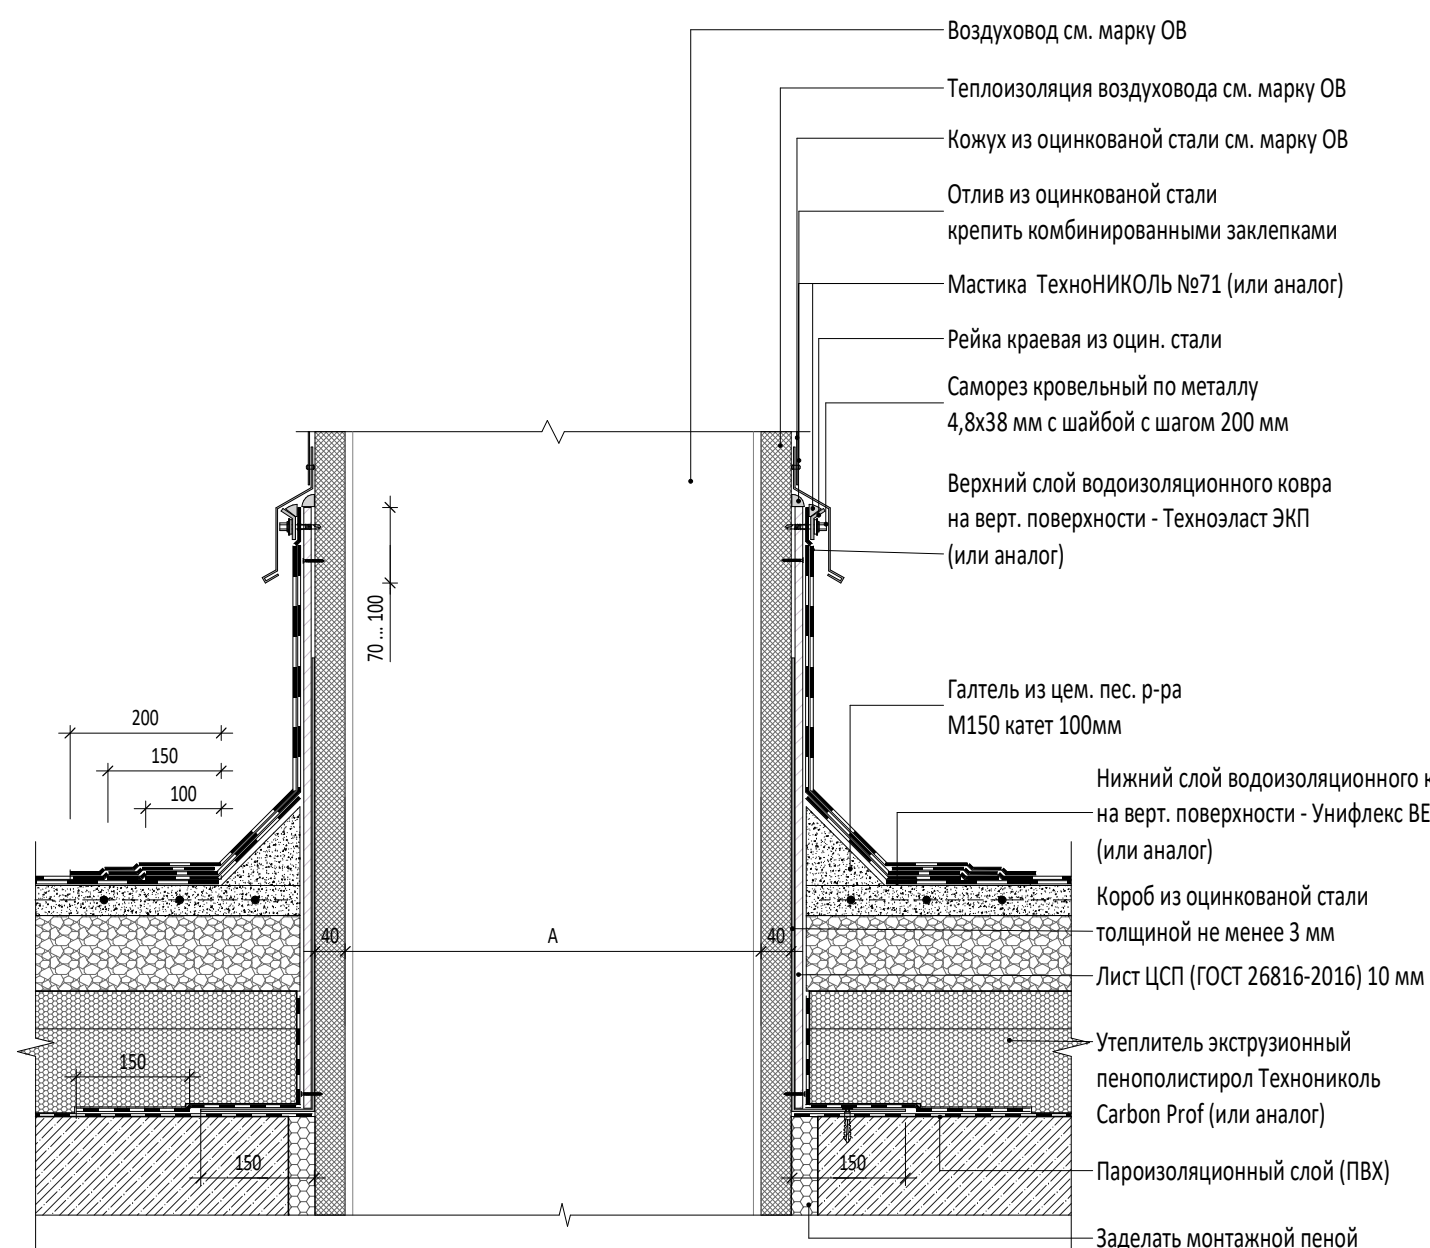 Воздуховод см. марку ОВ
Теплоизоляция воздуховода см. марку ОВ
Кожух из оцинкованой стали см. марку ОВ
Отлив из оцинкованой стали
крепить комбинированными заклепками
Мастика ТехноНИКОЛЬ №71 (или аналог)
Рейка краевая из оцин. стали
Саморез кровельный по металлу
4,8х38 мм с шайбой с шагом 200 мм
Верхний слой водоизоляционного ковра
на верт. поверхности - Техноэласт ЭКП
(или аналог)
70 ... 100
Галтель из цем. пес. р-ра
М150 катет 100мм
200
150
100
Нижний слой водоизоляционного
на верт. поверхности - Унифлекс ВЕ
(или аналог)
Короб из оцинкованой стали
толщиной не менее 3 мм
40
А
40
Лист ЦСП (ГОСТ 26816-2016) 10 мм
Утеплитель экструзионный
пенополистирол Технониколь
Carbon Prof (или аналог)
150
150
150
Пароизоляционный слой (ПВХ)
Заделать монтажной пеной